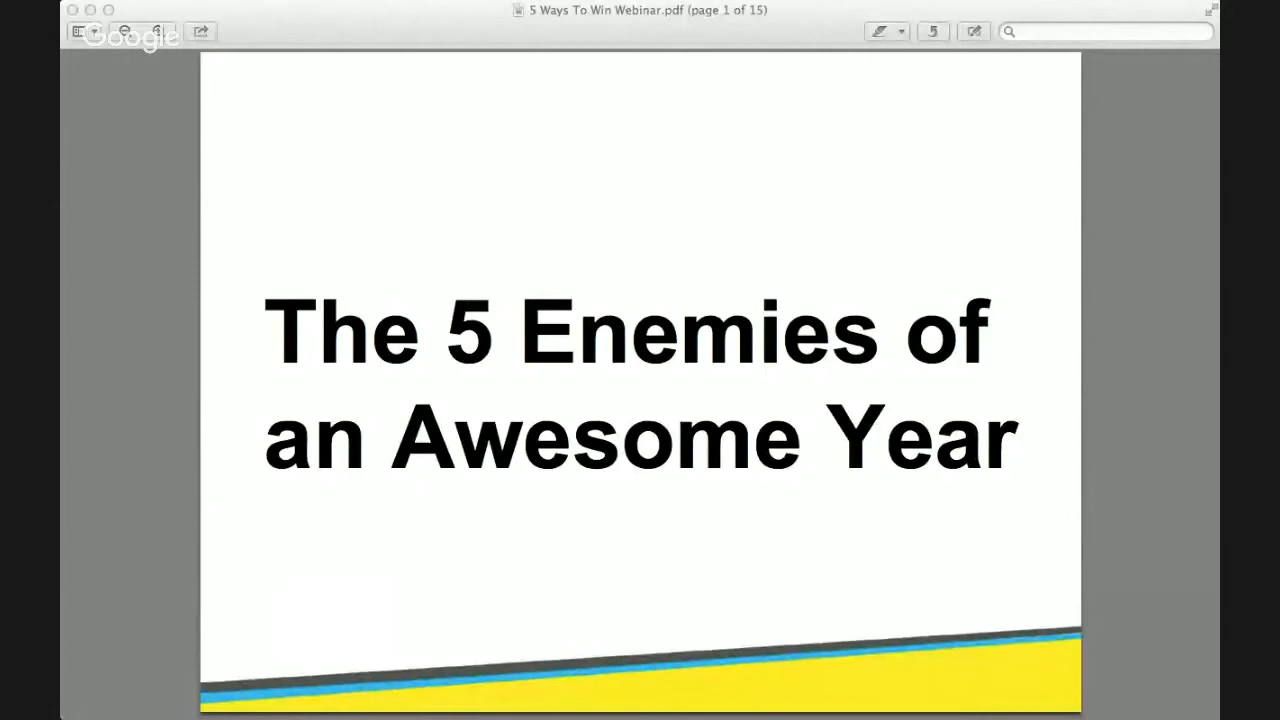 5 Ways To Win Webinar.pdf (page 1 of 15)
Google
The 5 Enemies of
an Awesome Year